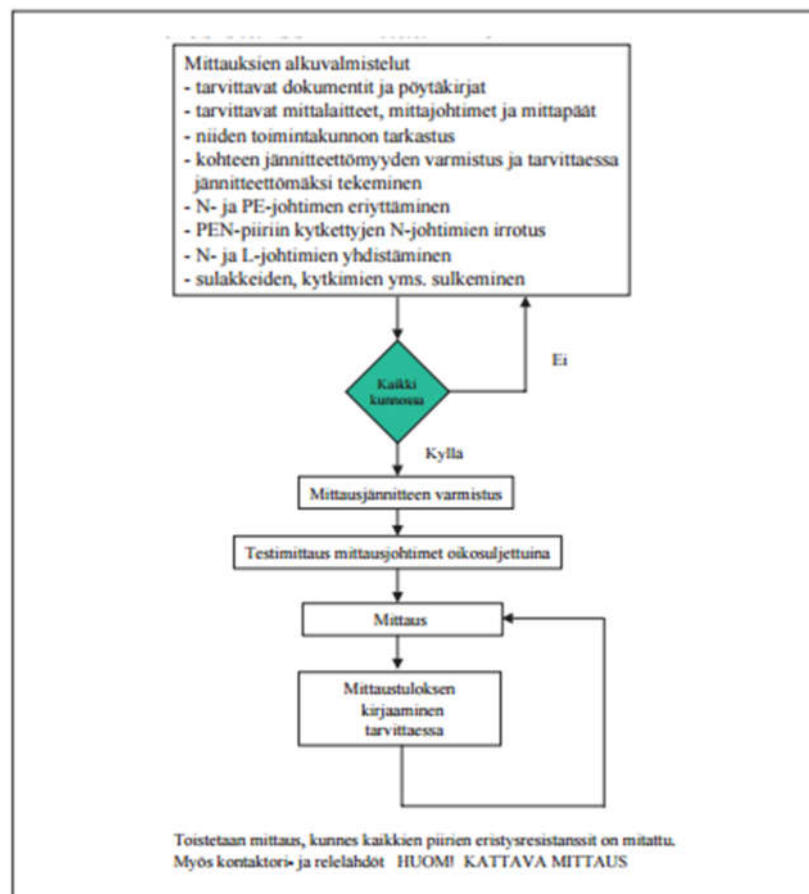 Mittauksien alkuvalmistelut
- tarvittavat dokumentit ja pöytäkirjat
- tarvittavat mittalaitteet, mittajohtimet ja mittapäät
- niiden toimintakunnon tarkastus
- kohteen jännitteettömyyden varmistus ja tarvittaessa
jännitteettömäksi tekeminen
- N- ja PE-johtimen eriyttäminen
- PEN-piiriin kytkettyjen N-johtimien irrotus
- N- ja L-johtimien yhdistäminen
- sulakkeiden, kytkimien yms. sulkeminen
Ei
Kaikki
kunnossa
Kyllä
Mittausjännitteen varmistus
Testimittaus mittausjohtimet oikosuljettuina
Mittaus
Mittaustuloksen
kirjaaminen
tarvittaessa
Toistetaan mittaus, kunnes kaikkien piirien eristysresistanssit on mitattu.
Myös kontaktori- ja relelähdöt HUOM! KATTAVA MITTAUS